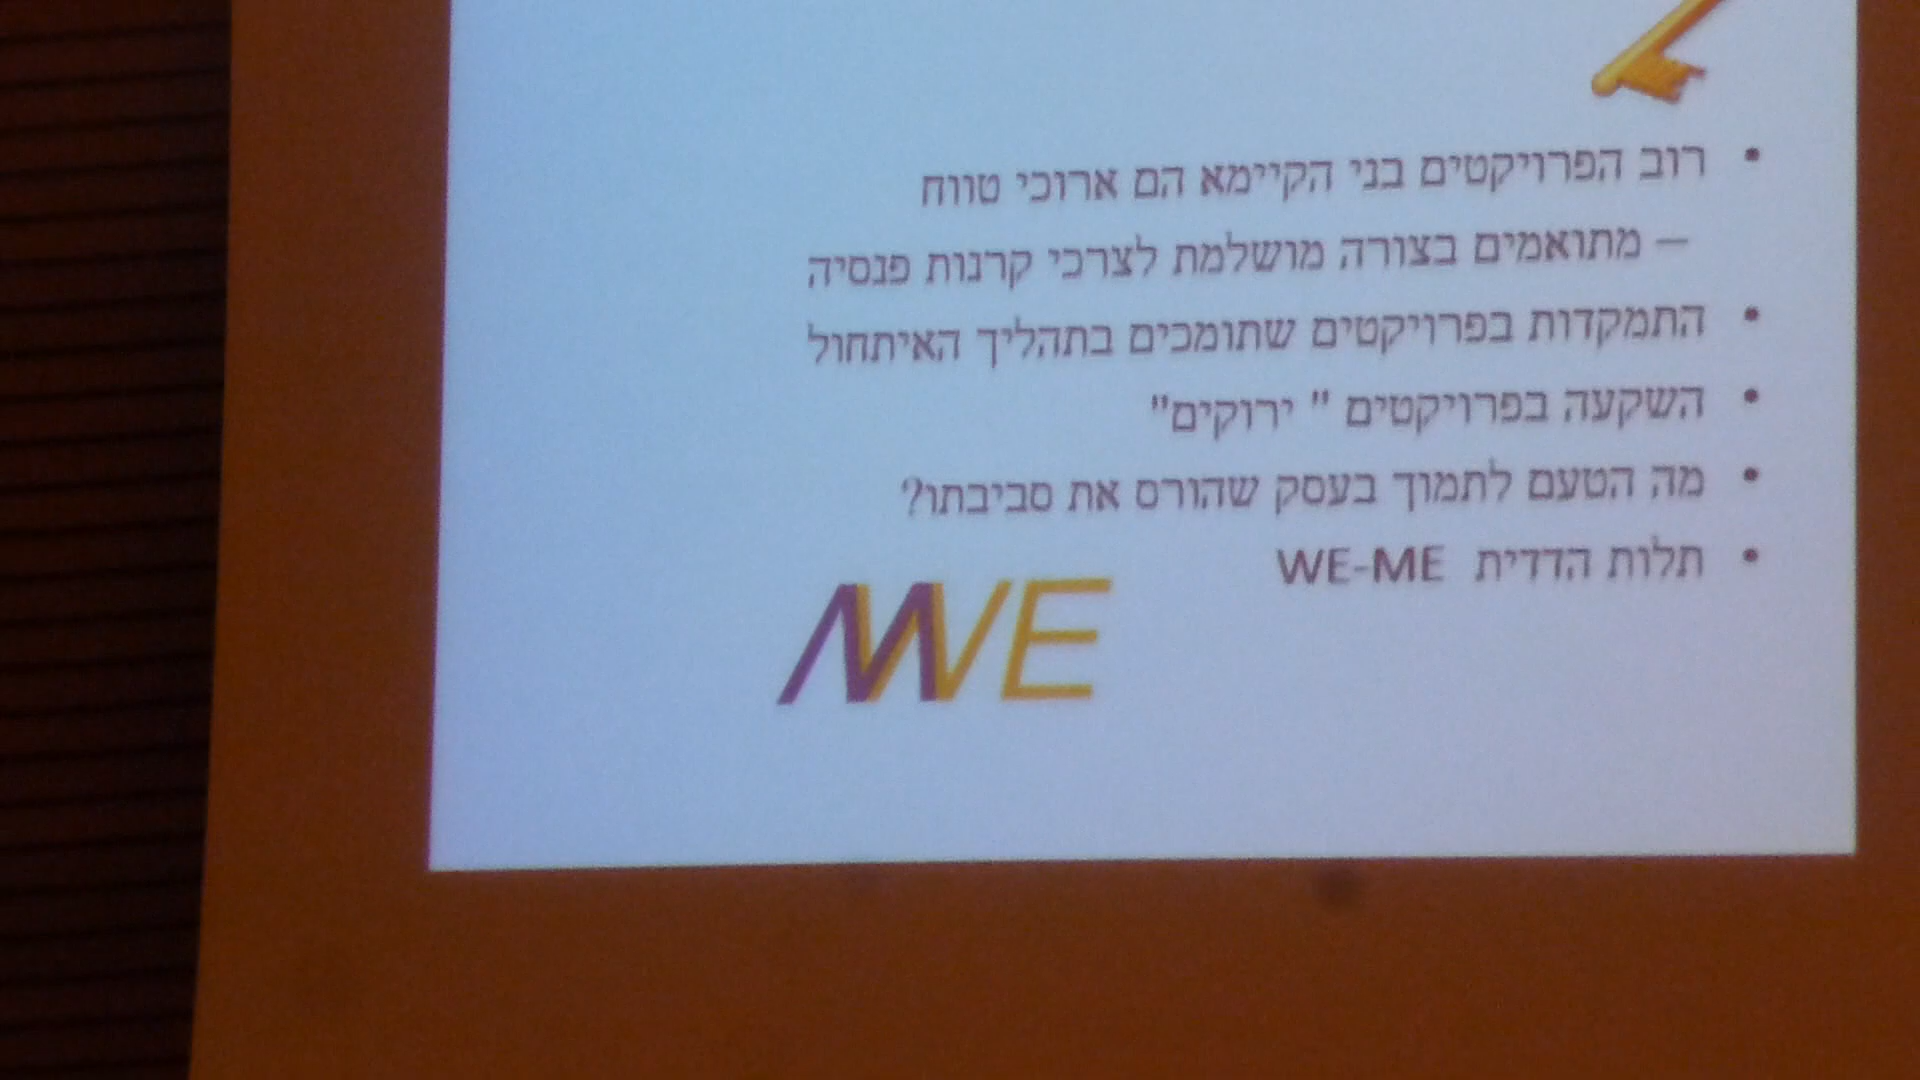 • רוב הפרויקטים בני הקיימא הם ארוכי טווח
– מתואמים בצורה מושלמת לצרכי קרנות פנסיה
• התמקדות בפרויקטים שתומכים בתהליך האיתחול
• השקעה בפרויקטים " ירוקים"
• מה הטעם לתמוך בעסק שהורס את סביבתו?
• תלות הדדית WE-ME
MWE